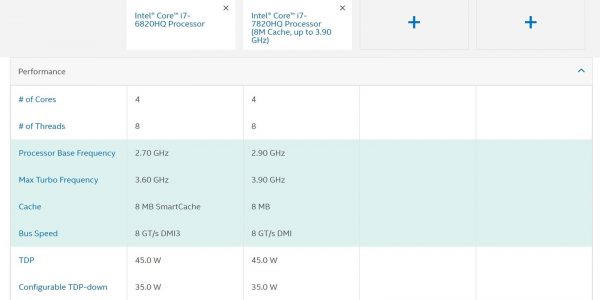 Intel® Core™ i7-
6820HQ Processor
Intel® Core™ i7-
7820HQ Processor
(8M Cache, up to 3.90
GHz)
Performance
# of Cores 4 4
# of Threads 8 8
Processor Base Frequency 2.70 GHz 2.90 GHz
Max Turbo Frequency 3.60 GHz 3.90 GHz
Cache 8 MB SmartCache 8 MB
Bus Speed 8 GT/s DMI3 8 GT/s DMI
TDP 45.0 W 45.0 W
Configurable TDP-down 35.0 W 35.0 W